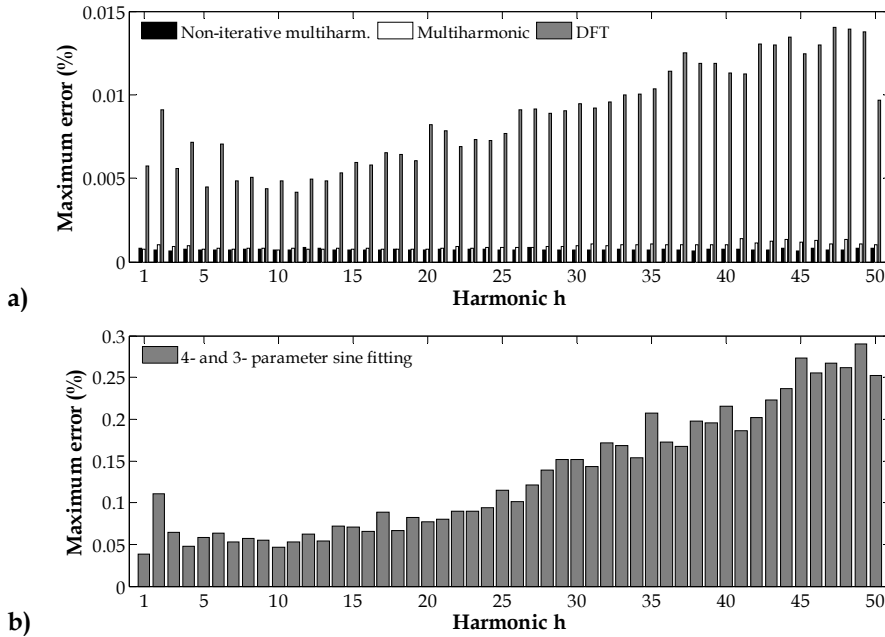 0.015
Non-iterative multiharm. Multiharmonic DFT
0.01
0.005
0
Maximum error (%)
1 5 10 15 20 25 30 35 40 45 50
Harmonic h
a)
0.3
4- and 3- parameter sine fitting
0.25
0.2
0.15
0.1
0.05
0
Maximum error (%)
1 5 10 15 20 25 30 35 40 45 50
Harmonic h
b)